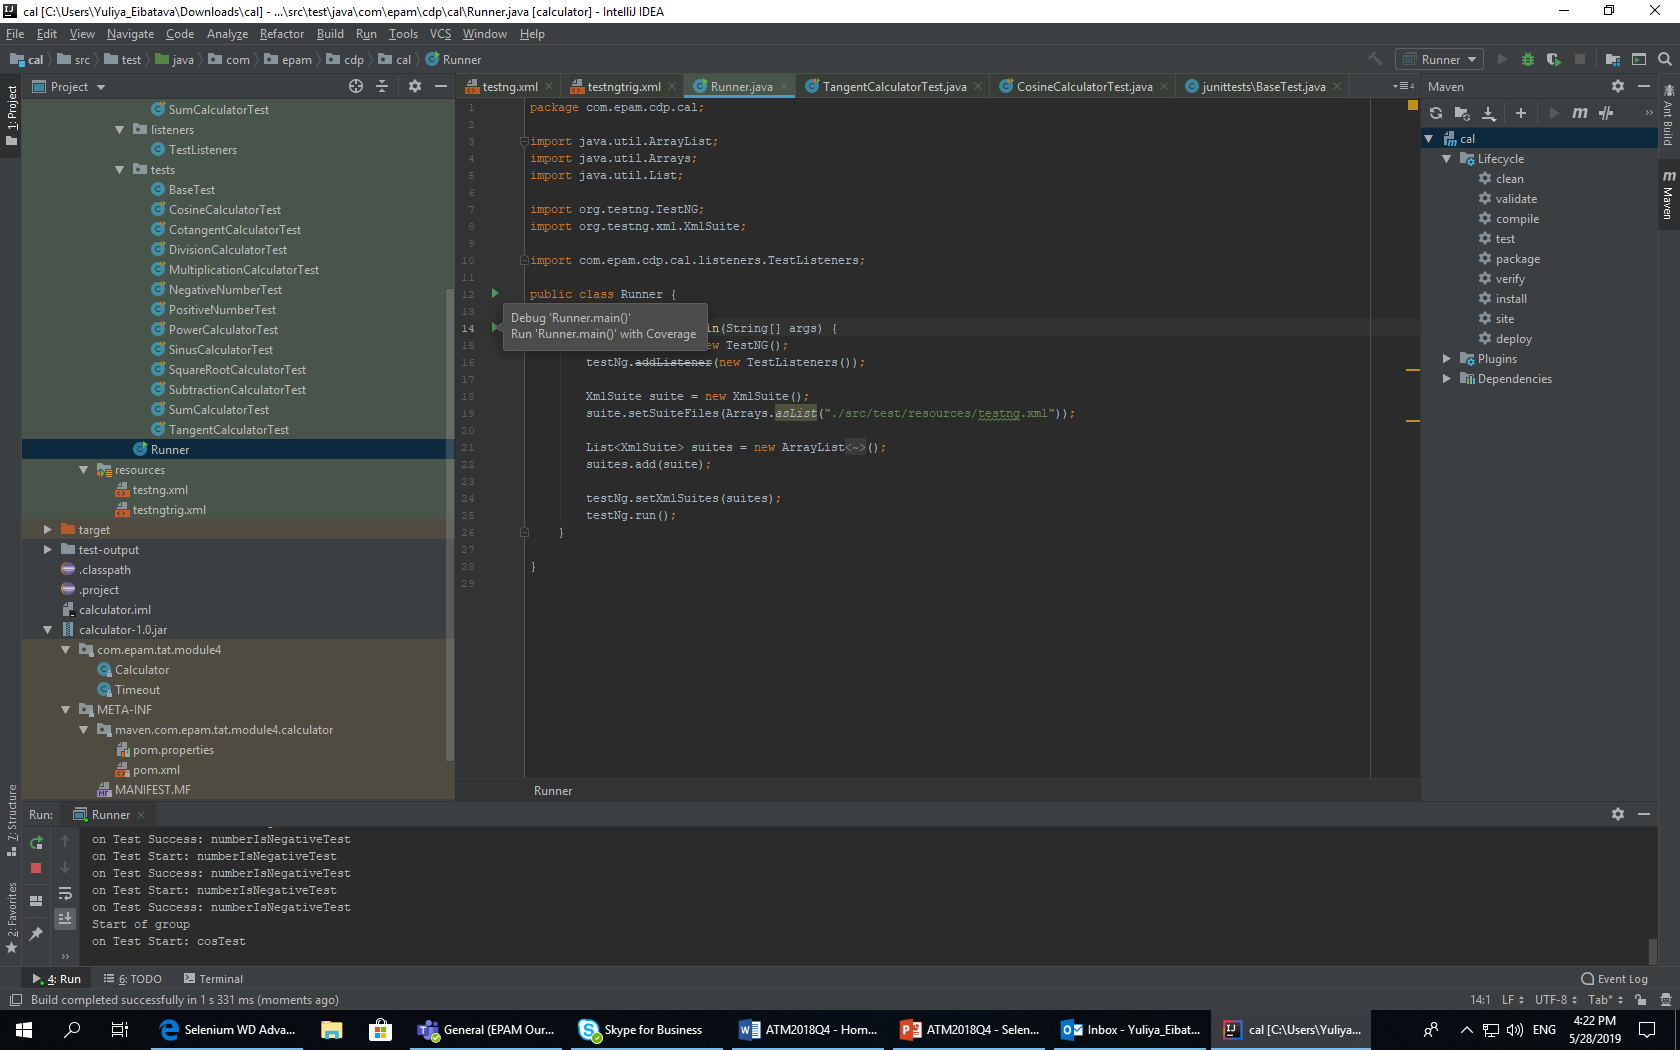 cal [C:\Users\Yuliya_Eibatava\Downloads\cal] - ...\src\test\java\com\epam\cdp\cal\Runner.java [calculator] - IntelliJ IDEA
File Edit View Navigate Code Analyze Refactor Build Run Tools VCS Window Help
cal src test java com epam cdp cal Runner
Runner
1: Project
Project
SumCalculatorTest
listeners
TestListeners
tests
BaseTest
CosineCalculatorTest
CotangentCalculatorTest
DivisionCalculatorTest
MultiplicationCalculatorTest
NegativeNumberTest
PositiveNumberTest
PowerCalculatorTest
SinusCalculatorTest
SquareRootCalculatorTest
SubtractionCalculatorTest
SumCalculatorTest
TangentCalculatorTest
Runner
resources
testng.xml
testngtrig.xml
target
test-output
.classpath
.project
calculator.iml
calculator-1.0.jar
com.epam.tat.module4
Calculator
Timeout
META-INF
maven.com.epam.tat.module4.calculator
pom.properties
pom.xml
MANIFEST.MF
7: Structure
2: Favorites
testng.xml testngtrig.xml Runner.java TangentCalculatorTest.java CosineCalculatorTest.java junittests\BaseTest.java
4
1 package com.epam.cdp.cal;
2
3 import java.util.ArrayList;
4 import java.util.Arrays;
5 import java.util.List;
6
7 import org.testng.TestNG;
8 import org.testng.xml.XmlSuite;
9
10 import com.epam.cdp.cal.listeners.TestListeners;
11
12 public class Runner {
13
Debug 'Runner.main()'
Run 'Runner.main()' with Coverage
14 in(String[] args) {
15 ew TestNG();
16 testNg.addListener(new TestListeners());
17
18 XmlSuite suite = new XmlSuite();
19 suite.setSuiteFiles(Arrays.asList("./src/test/resources/testng.xml"));
20
21 List<XmlSuite> suites = new ArrayList<~>();
22 suites.add(suite);
23
24 testNg.setXmlSuites(suites);
25 testNg.run();
26 }
27
28 }
29
Runner
Maven
cal
Lifecycle
clean
validate
compile
test
package
verify
install
site
deploy
Plugins
Dependencies
Ant Build
Maven
Run: Runner
on Test Success: numberIsNegativeTest
on Test Start: numberIsNegativeTest
on Test Success: numberIsNegativeTest
on Test Start: numberIsNegativeTest
on Test Success: numberIsNegativeTest
Start of group
on Test Start: cosTest
4: Run 6: TODO Terminal
Event Log
Build completed successfully in 1 s 331 ms (moments ago)
14:1 LF UTF-8 Tab*
Selenium WD Adva...
General (EPAM Our...
Skype for Business
ATM2018Q4 - Hom...
ATM2018Q4 - Selen...
Inbox - Yuliya_Eibat...
cal [C:\Users\Yuliya...
ENG
4:22 PM
5/28/2019